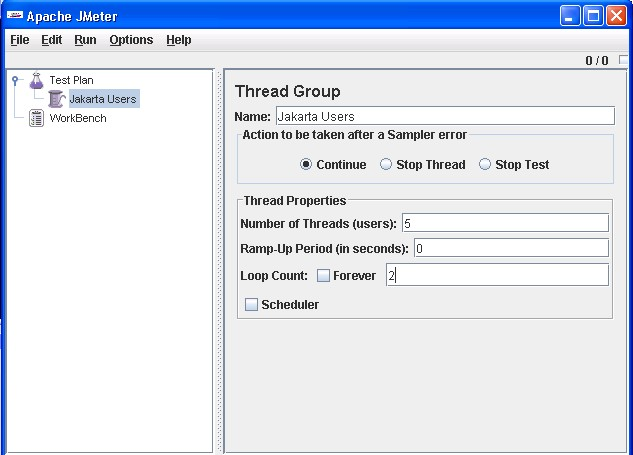 Apache JMeter
File Edit Run Options Help
0 / 0
Test Plan
Jakarta Users
WorkBench
Thread Group
Name: Jakarta Users
Action to be taken after a Sampler error
Continue Stop Thread Stop Test
Thread Properties
Number of Threads (users): 5
Ramp-Up Period (in seconds): 0
Loop Count: Forever 2
Scheduler